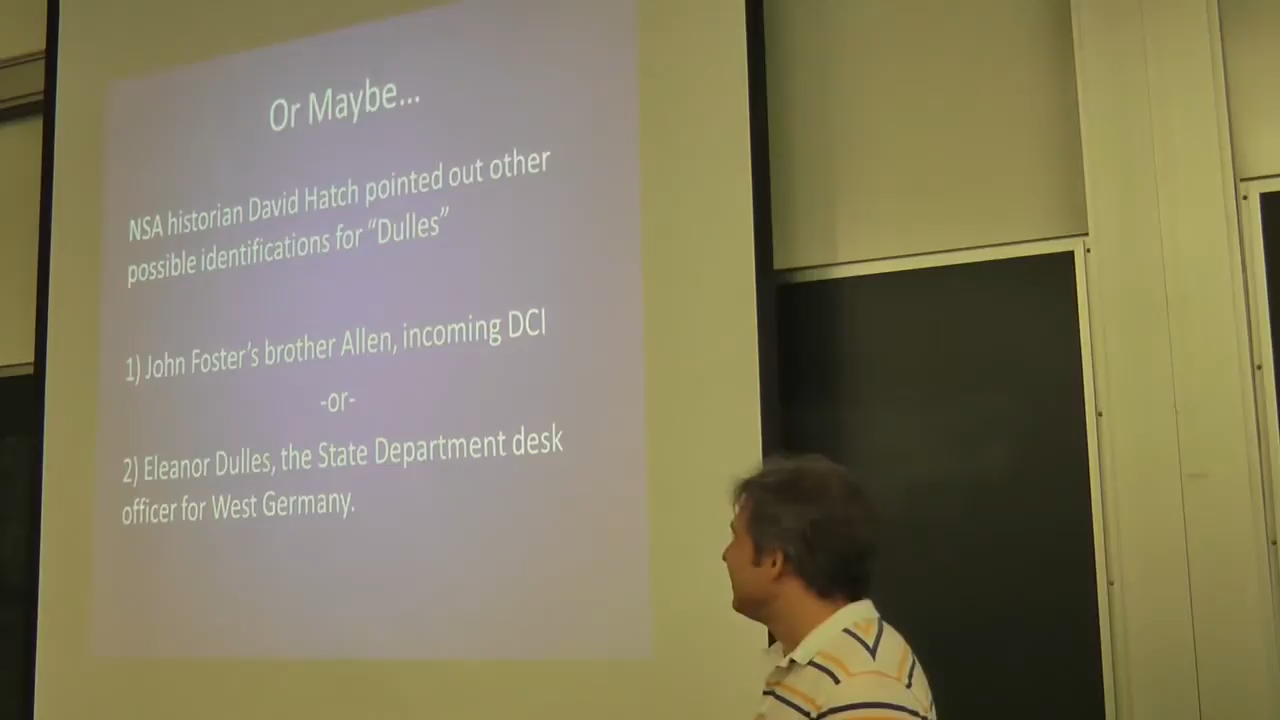 Or Maybe...
NSA historian David Hatch pointed out other
possible identifications for “Dulles”
1) John Foster’s brother Allen, incoming DCI
-or-
2) Eleanor Dulles, the State Department desk
officer for West Germany.